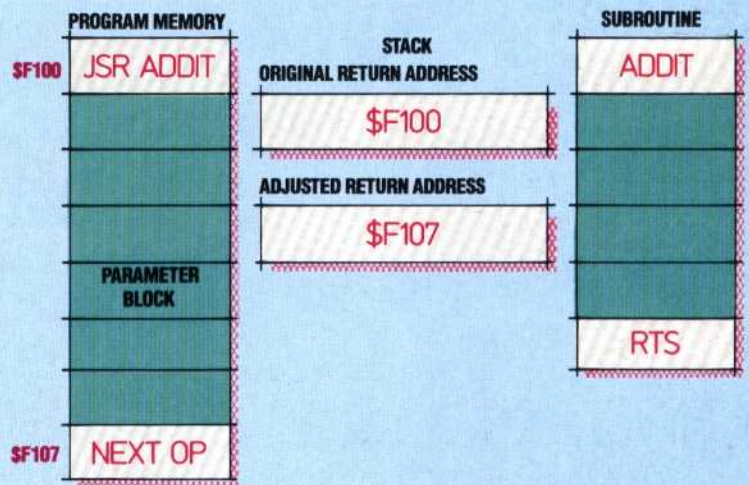 PROGRAM MEMORY
$F100
JSR ADDIT
PARAMETER
BLOCK
$F107
NEXT OP
STACK
ORIGINAL RETURN ADDRESS
$F100
ADJUSTED RETURN ADDRESS
$F107
SUBROUTINE
ADDIT
RTS